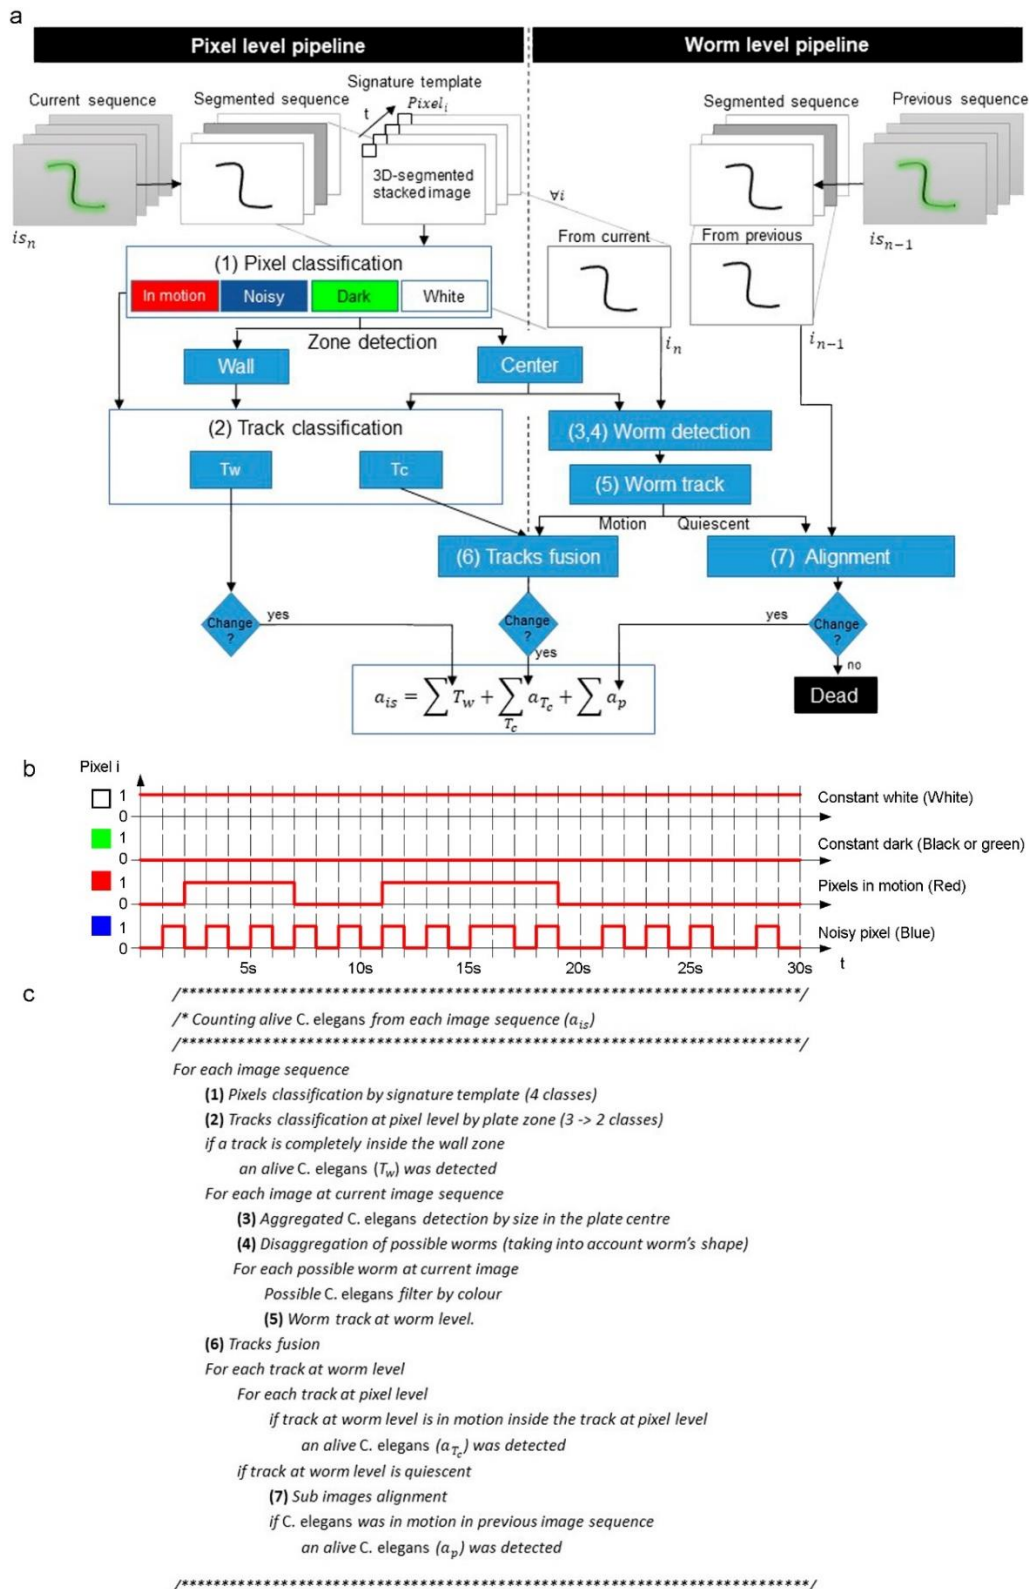 a
Pixel level pipeline
Worm level pipeline
Current sequence
Segmented sequence
Signature template
t
Pixel_i
3D-segmented
stacked image
is_n
∀i
Segmented sequence
Previous sequence
is_{n-1}
From current
From previous
i_n
i_{n-1}
(1) Pixel classification
In motion
Noisy
Dark
White
Zone detection
Wall
Center
(2) Track classification
Tw
Tc
(3,4) Worm detection
(5) Worm track
Motion
Quiescent
(6) Tracks fusion
(7) Alignment
Change
?
yes
Change
?
yes
Change
?
yes
no
Dead
a_{is} = ∑ T_w + ∑_{T_c} a_{T_c} + ∑ a_p
b
Pixel i
1
0
Constant white (White)
1
0
Constant dark (Black or green)
1
0
Pixels in motion (Red)
1
0
Noisy pixel (Blue)
5s 10s 15s 20s 25s 30s t
c
/******************************************************************************/
/* Counting alive C. elegans from each image sequence (a_{is})
/******************************************************************************/
For each image sequence
(1) Pixels classification by signature template (4 classes)
(2) Tracks classification at pixel level by plate zone (3 -> 2 classes)
if a track is completely inside the wall zone
an alive C. elegans (T_w) was detected
For each image at current image sequence
(3) Aggregated C. elegans detection by size in the plate centre
(4) Disaggregation of possible worms (taking into account worm's shape)
For each possible worm at current image
Possible C. elegans filter by colour
(5) Worm track at worm level.
(6) Tracks fusion
For each track at worm level
For each track at pixel level
if track at worm level is in motion inside the track at pixel level
an alive C. elegans (a_{T_c}) was detected
if track at worm level is quiescent
(7) Sub images alignment
if C. elegans was in motion in previous image sequence
an alive C. elegans (a_p) was detected
/******************************************************************************/